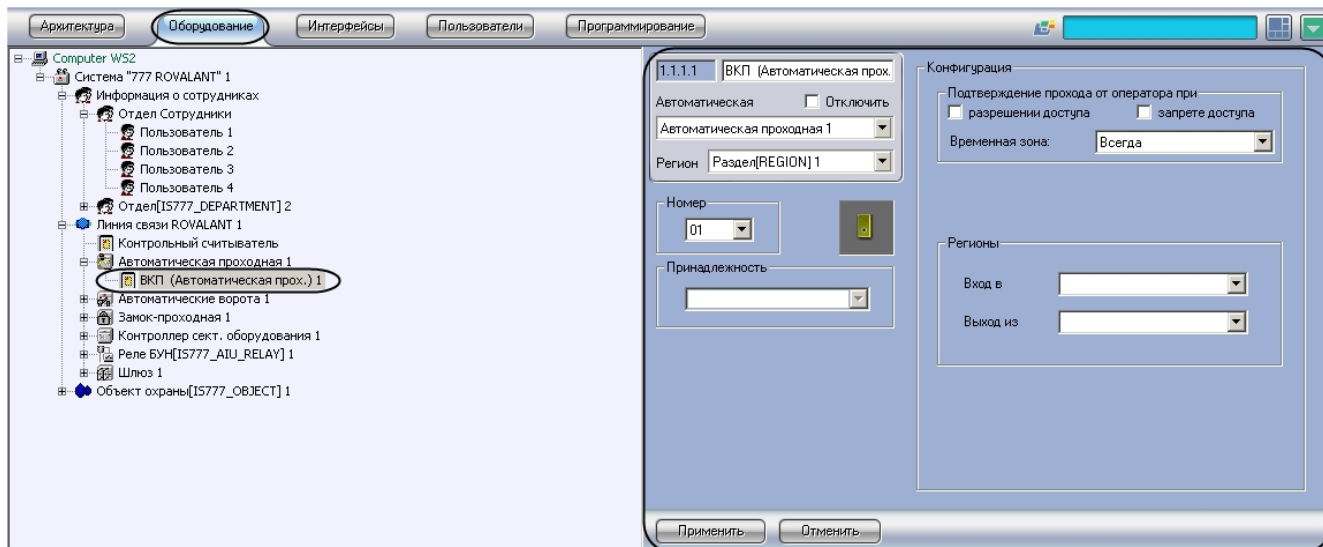 Архитектура Оборудование Интерфейсы Пользователи Программирование
Computer WS2
Система "777 ROVALANT" 1
Информация о сотрудниках
Отдел Сотрудники
Пользователь 1
Пользователь 2
Пользователь 3
Пользователь 4
Отдел[IS777_DEPARTMENT] 2
Линия связи ROVALANT 1
Контрольный считыватель
Автоматическая проходная 1
ВКП (Автоматическая прох.) 1
Автоматические ворота 1
Замок-проходная 1
Контроллер сект. оборудования 1
Реле БУН[IS777_AIU_RELAY] 1
Шлюз 1
Объект охраны[IS777_OBJECT] 1
1.1.1.1 ВКП (Автоматическая прох.
Автоматическая Отключить
Автоматическая проходная 1
Регион Раздел[REGION] 1
Номер
01
Принадлежность
Конфигурация
Подтверждение прохода от оператора при
разрешении доступа запрете доступа
Временная зона: Всегда
Регионы
Вход в
Выход из
Применить Отменить